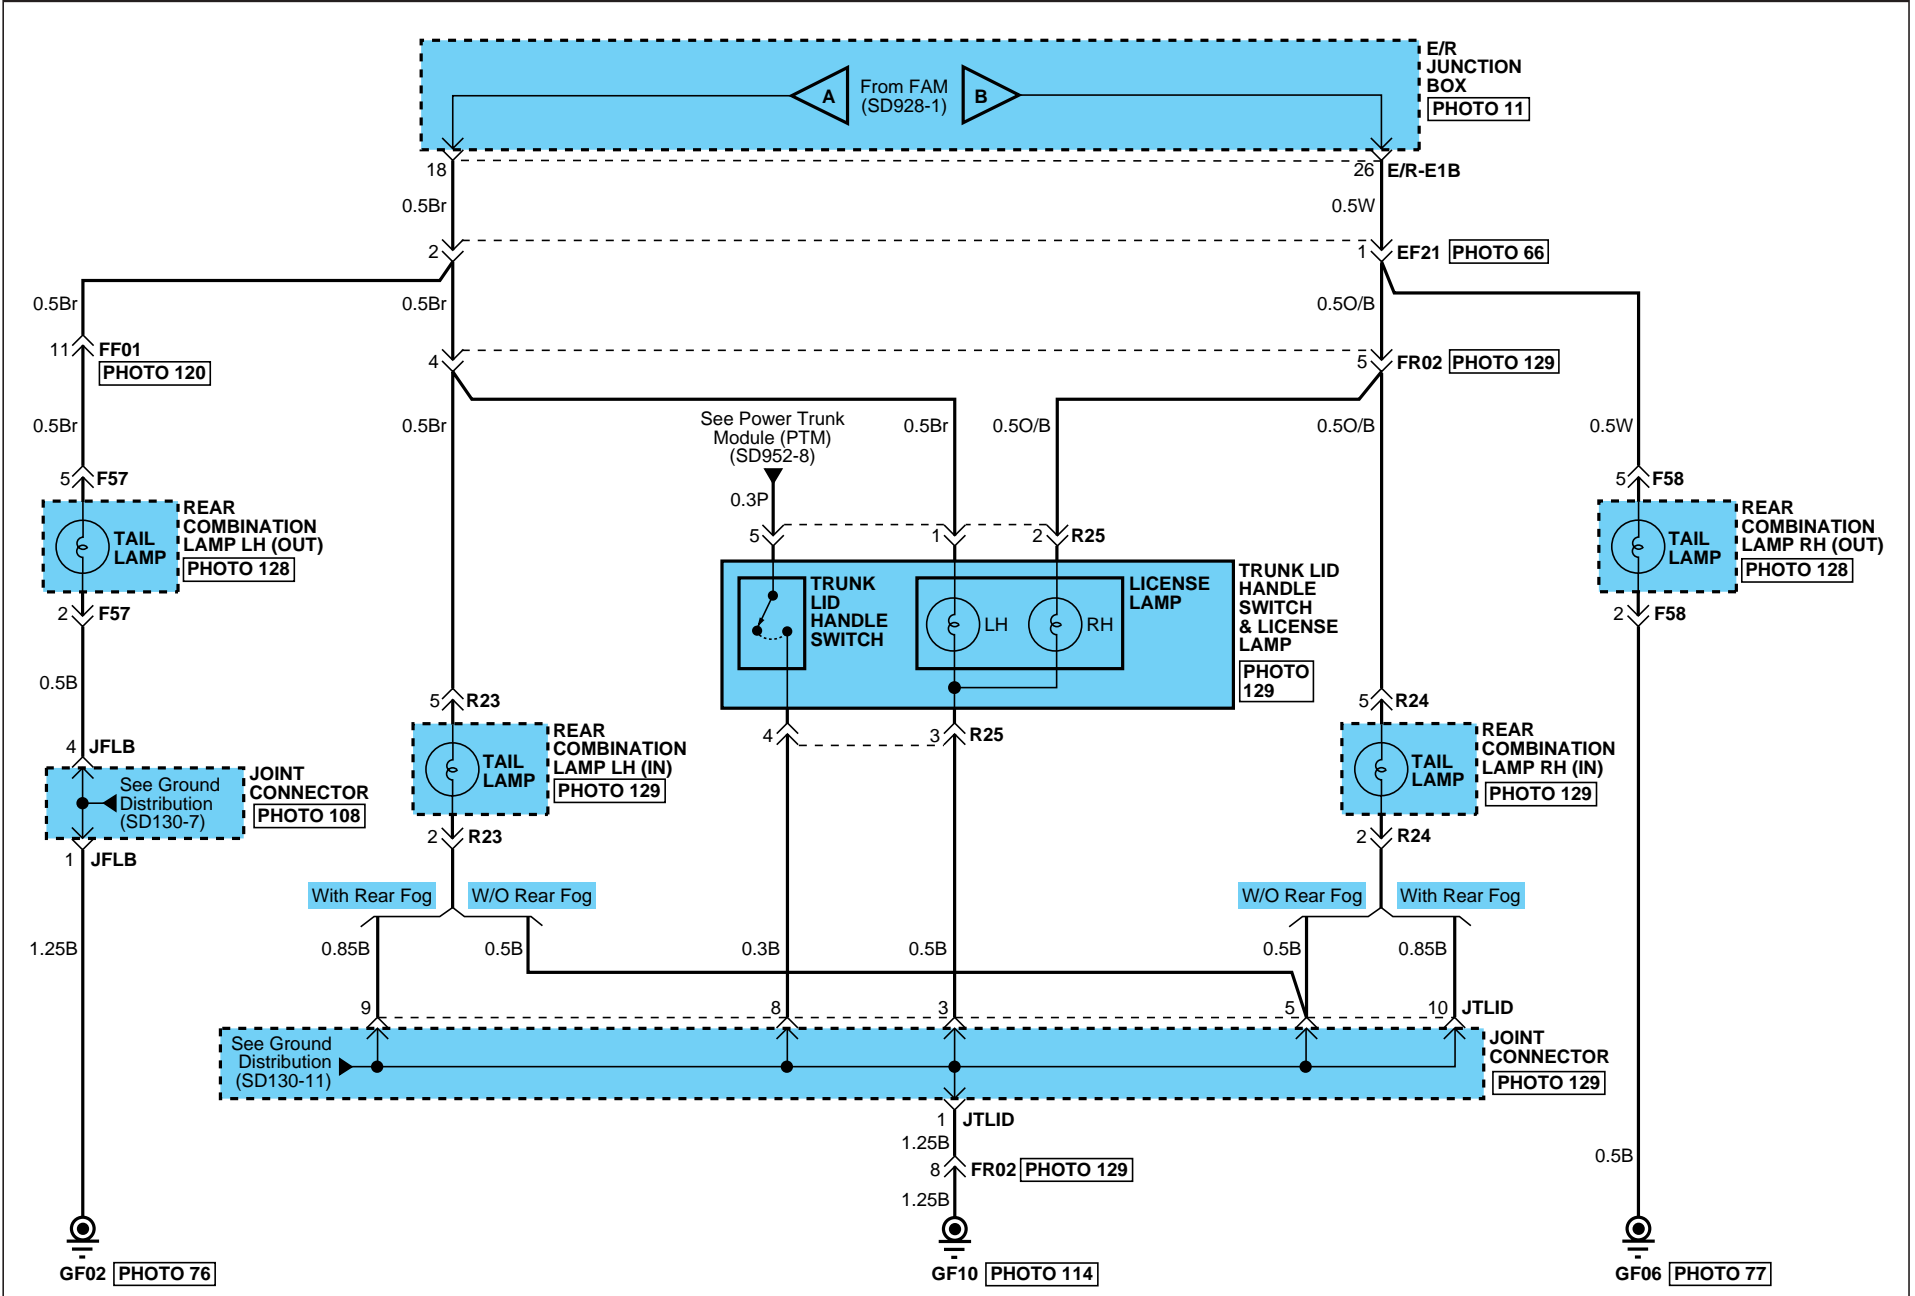 E/R
JUNCTION
BOX
PHOTO 11
A
From FAM
(SD928-1)
B
18
26
E/R-E1B
0.5Br
0.5W
2
1
EF21
PHOTO 66
0.5Br
0.5Br
0.5O/B
11
FF01
PHOTO 120
4
5
FR02
PHOTO 129
0.5Br
0.5Br
See Power Trunk
Module (PTM)
(SD952-8)
0.5Br
0.5O/B
0.5O/B
0.5W
0.3P
5
F57
5
1
2
R25
5
F58
TAIL
LAMP
REAR
COMBINATION
LAMP LH (OUT)
PHOTO 128
TAIL
LAMP
REAR
COMBINATION
LAMP RH (OUT)
PHOTO 128
2
F57
2
F58
TRUNK
LID
HANDLE
SWITCH
LH
RH
LICENSE
LAMP
TRUNK LID
HANDLE
SWITCH
& LICENSE
LAMP
PHOTO
129
0.5B
5
R23
5
R24
4
3
R25
TAIL
LAMP
REAR
COMBINATION
LAMP LH (IN)
PHOTO 129
TAIL
LAMP
REAR
COMBINATION
LAMP RH (IN)
PHOTO 129
4
JFLB
See Ground
Distribution
(SD130-7)
JOINT
CONNECTOR
PHOTO 108
1
JFLB
2
R23
2
R24
With Rear Fog
W/O Rear Fog
W/O Rear Fog
With Rear Fog
1.25B
0.85B
0.5B
0.3B
0.5B
0.5B
0.85B
9
8
3
5
10
JTLID
See Ground
Distribution
(SD130-11)
JOINT
CONNECTOR
PHOTO 129
1
JTLID
1.25B
8
FR02
PHOTO 129
1.25B
0.5B
GF02
PHOTO 76
GF10
PHOTO 114
GF06
PHOTO 77